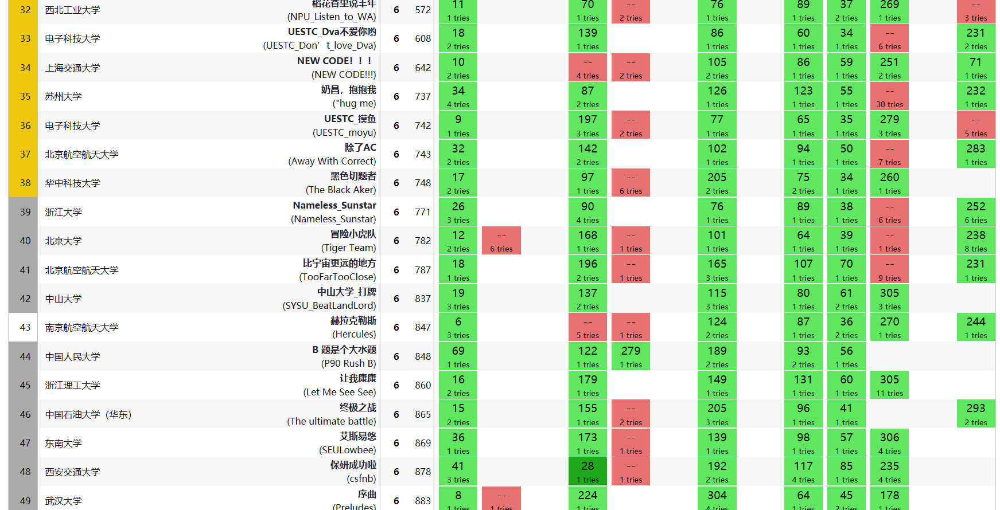 稻花香里说丰年 11 70 -- 76 89 37 269 --
32 西北工业大学 6 572
(NPU_Listen_to_WA) 1 tries 1 tries 2 tries 1 tries 1 tries 2 tries 1 tries 3 tries
UESTC_Dva不爱你哟 18 139 86 60 34 -- 231
33 电子科技大学 6 608
(UESTC_Don’t_love_Dva) 2 tries 1 tries 1 tries 1 tries 1 tries 6 tries 2 tries
NEW CODE！！！ 10 -- -- 105 86 59 251 71
34 上海交通大学 6 642
(NEW CODE!!!) 2 tries 4 tries 2 tries 2 tries 1 tries 1 tries 2 tries 1 tries
奶昌，抱抱我 34 87 126 123 55 -- 232
35 苏州大学 6 737
("hug me) 4 tries 2 tries 1 tries 1 tries 1 tries 30 tries 1 tries
UESTC_摸鱼 9 197 -- 77 65 35 279 --
36 电子科技大学 6 742
(UESTC_moyu) 1 tries 3 tries 2 tries 1 tries 1 tries 1 tries 3 tries 5 tries
除了AC 32 142 102 94 50 -- 283
37 北京航空航天大学 6 743
(Away With Correct) 2 tries 2 tries 1 tries 1 tries 1 tries 7 tries 1 tries
黑色切题者 17 97 -- 205 75 34 260
38 华中科技大学 6 748
(The Black Aker) 2 tries 1 tries 6 tries 2 tries 2 tries 1 tries 1 tries
Nameless_Sunstar 26 90 76 89 38 -- 252
39 浙江大学 6 771
(Nameless_Sunstar) 3 tries 4 tries 1 tries 1 tries 1 tries 6 tries 6 tries
冒险小虎队 12 -- 168 -- 101 64 39 -- 238
40 北京大学 6 782
(Tiger Team) 2 tries 6 tries 1 tries 1 tries 1 tries 1 tries 1 tries 1 tries 8 tries
比宇宙更远的地方 18 196 -- 165 107 70 -- 231
41 北京航空航天大学 6 787
(TooFarTooClose) 1 tries 2 tries 1 tries 3 tries 1 tries 1 tries 9 tries 1 tries
中山大学_打牌 19 137 115 80 61 305
42 中山大学 6 837
(SYSU_BeatLandLord) 3 tries 2 tries 3 tries 1 tries 2 tries 3 tries
赫拉克勒斯 6 -- -- 124 87 36 270 244
43 南京航空航天大学 6 847
(Hercules) 3 tries 5 tries 1 tries 2 tries 1 tries 2 tries 1 tries 1 tries
B 题是个大水题 69 122 279 189 93 56
44 中国人民大学 6 848
(P90 Rush B) 1 tries 1 tries 1 tries 2 tries 2 tries 1 tries
让我康康 16 179 149 131 60 305
45 浙江理工大学 6 860
(Let Me See See) 2 tries 1 tries 1 tries 1 tries 1 tries 11 tries
终极之战 15 155 -- 205 96 41 293
46 中国石油大学（华东） 6 865
(The ultimate battle) 2 tries 1 tries 2 tries 3 tries 1 tries 1 tries 2 tries
艾斯易悠 36 173 -- 139 98 57 306
47 东南大学 6 869
(SEULowbee) 1 tries 1 tries 1 tries 1 tries 1 tries 1 tries 4 tries
保研成功啦 41 28 -- 192 117 85 235
48 西安交通大学 6 878
(csfnb) 3 tries 1 tries 1 tries 2 tries 4 tries 1 tries 4 tries
序曲 8 -- 224 304 64 45 178
49 武汉大学 6 883
(Preludes) 1 tries 1 tries 1 tries 4 tries 1 tries 2 tries 1 tries